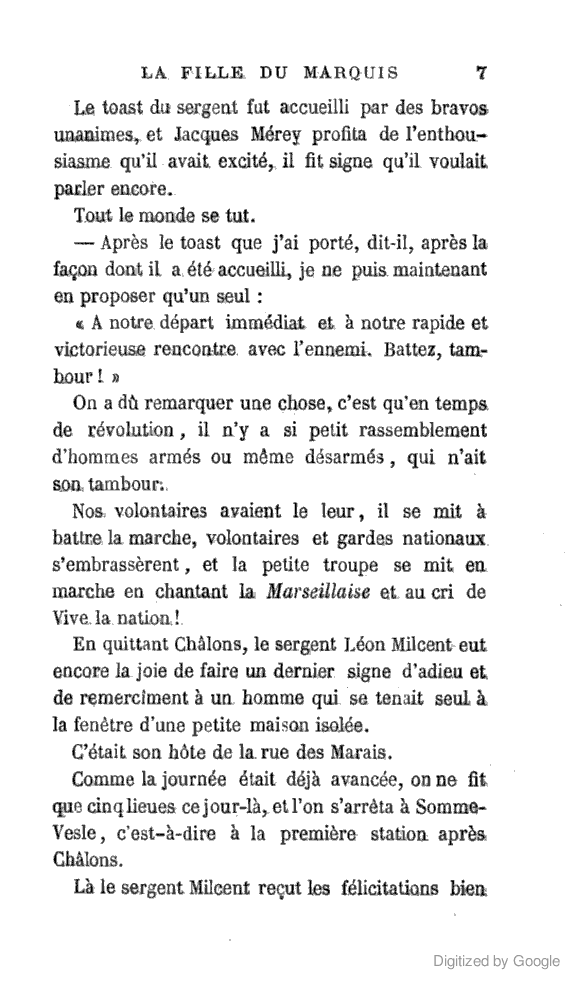 LA FILLE DU MARQUIS 7
Le toast du sergent fut accueilli par des bravos
unanimes, et Jacques Mérey profita de l'enthou-
siasme qu'il avait excité, il fit signe qu'il voulait
parler encore.
Tout le monde se tut.
— Après le toast que j'ai porté, dit-il, après la
façon dont il a été accueilli, je ne puis maintenant
en proposer qu'un seul :
« A notre départ immédiat et à notre rapide et
victorieuse rencontre avec l'ennemi. Battez, tam-
bour ! »
On a dû remarquer une chose, c'est qu'en temps
de révolution, il n'y a si petit rassemblement
d'hommes armés ou même désarmés, qui n'ait
son tambour.
Nos volontaires avaient le leur, il se mit à
battre la marche, volontaires et gardes nationaux
s'embrassèrent, et la petite troupe se mit en
marche en chantant la Marseillaise et au cri de
Vive la nation !
En quittant Châlons, le sergent Léon Milcent eut
encore la joie de faire un dernier signe d'adieu et
de remercîment à un homme qui se tenait seul à
la fenêtre d'une petite maison isolée.
C'était son hôte de la rue des Marais.
Comme la journée était déjà avancée, on ne fit
que cinq lieues ce jour-là, et l'on s'arrêta à Somme-
Vesle, c'est-à-dire à la première station après
Châlons.
Là le sergent Milcent reçut les félicitations bien
Digitized by Google